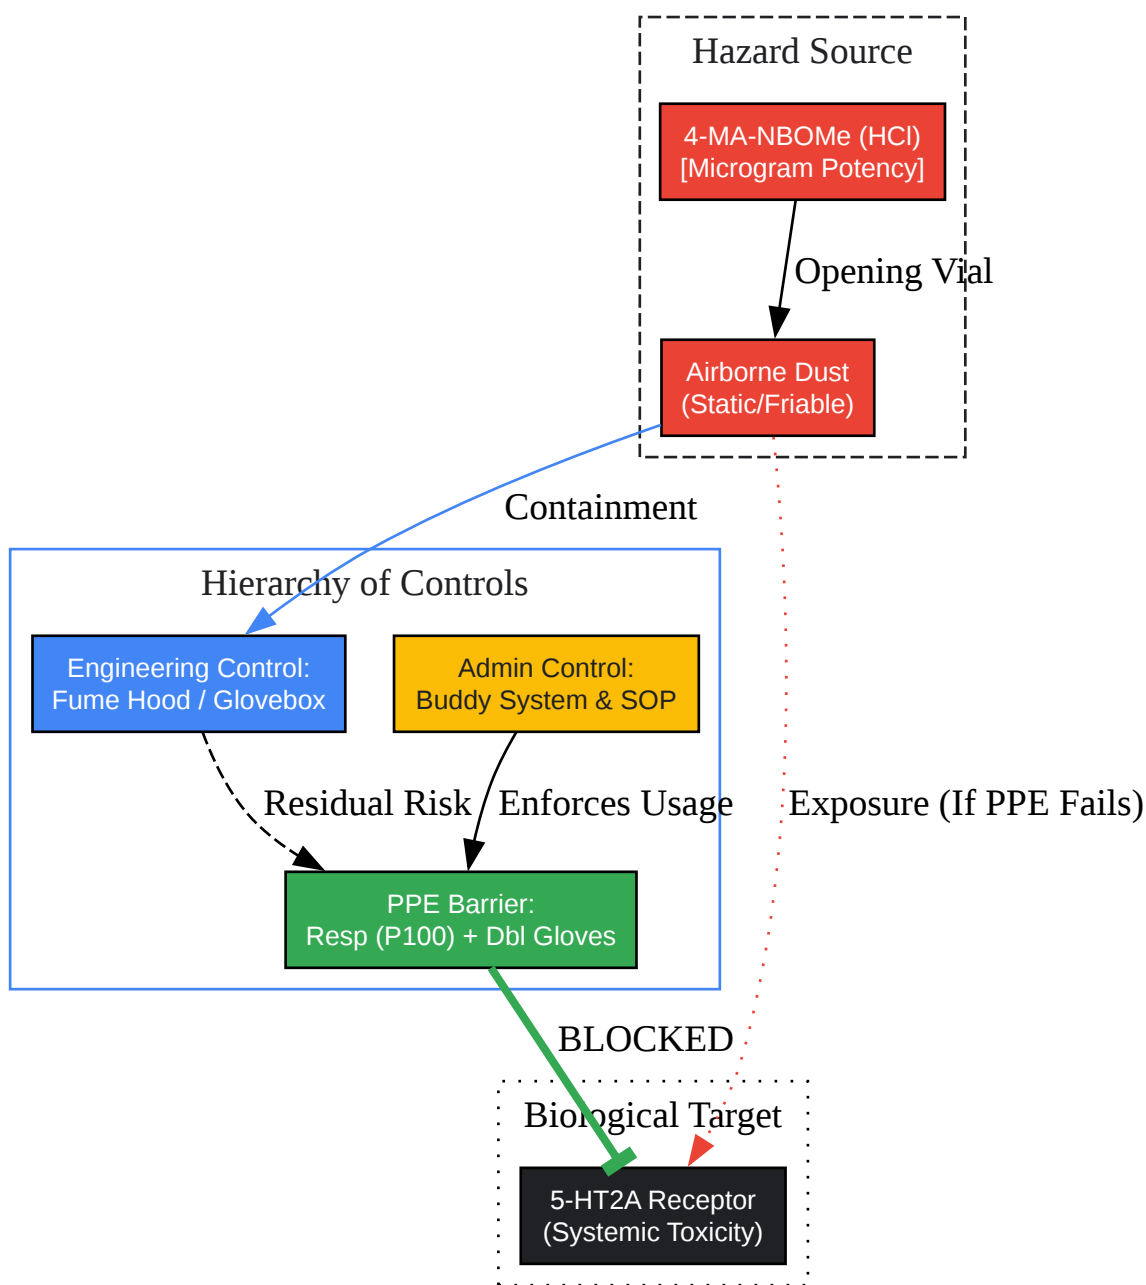 Hazard Source
4-MA-NBOMe (HCl)
[Microgram Potency]
Opening Vial
Airborne Dust
(Static/Friable)
Containment
Hierarchy of Controls
Engineering Control:
Fume Hood / Glovebox
Admin Control:
Buddy System & SOP
Residual Risk
Enforces Usage
Exposure (If PPE Fails)
PPE Barrier:
Resp (P100) + Dbl Gloves
BLOCKED
Biological Target
5-HT2A Receptor
(Systemic Toxicity)